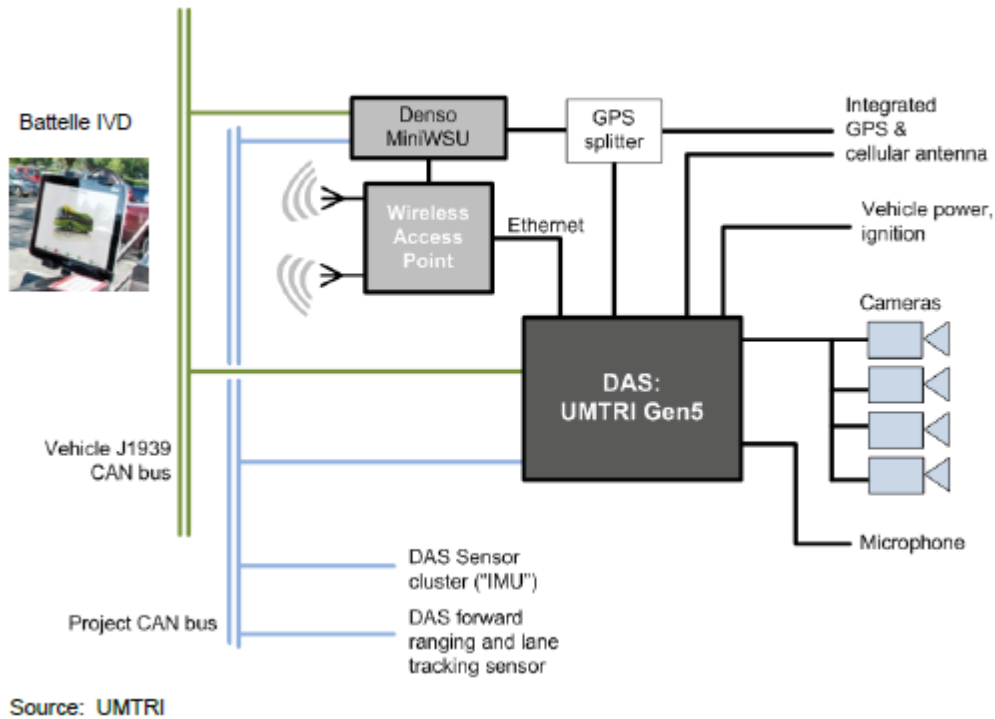 Battelle IVD
Denso
MiniWSU
GPS
splitter
Integrated
GPS &
cellular antenna
Wireless
Access
Point
Ethernet
Vehicle power,
ignition
Cameras
DAS:
UMTRI Gen5
Vehicle J1939
CAN bus
Microphone
DAS Sensor
cluster ("IMU")
Project CAN bus
DAS forward
ranging and lane
tracking sensor
Source: UMTRI